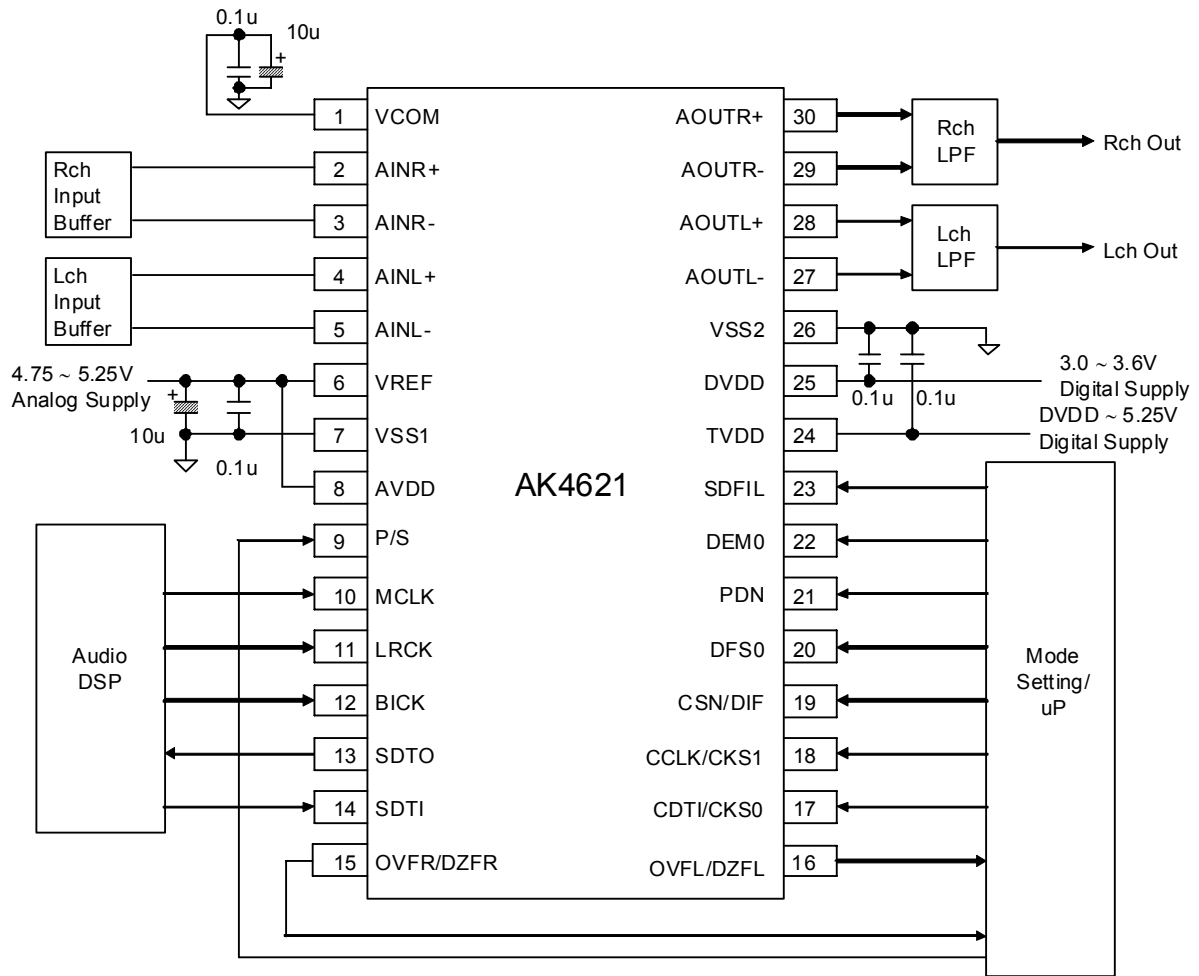 0.1u
10u
+
1
VCOM
Rch
Input
Buffer
2
AINR+
3
AINR-
Lch
Input
Buffer
4
AINL+
5
AINL-
4.75 ~ 5.25V
Analog Supply
+
10u
0.1u
6
VREF
7
VSS1
8
AVDD
AK4621
9
P/S
Audio
DSP
10
MCLK
11
LRCK
12
BICK
13
SDTO
14
SDTI
15
OVFR/DZFR
AOUTR+
30
AOUTR-
29
Rch
LPF
Rch Out
AOUTL+
28
AOUTL-
27
Lch
LPF
Lch Out
VSS2
26
DVDD
25
0.1u
0.1u
3.0 ~ 3.6V
Digital Supply
TVDD
24
DVDD ~ 5.25V
Digital Supply
SDFIL
23
DEM0
22
PDN
21
DFS0
20
CSN/DIF
19
CCLK/CKS1
18
CDTI/CKS0
17
OVFL/DZFL
16
Mode
Setting/
uP